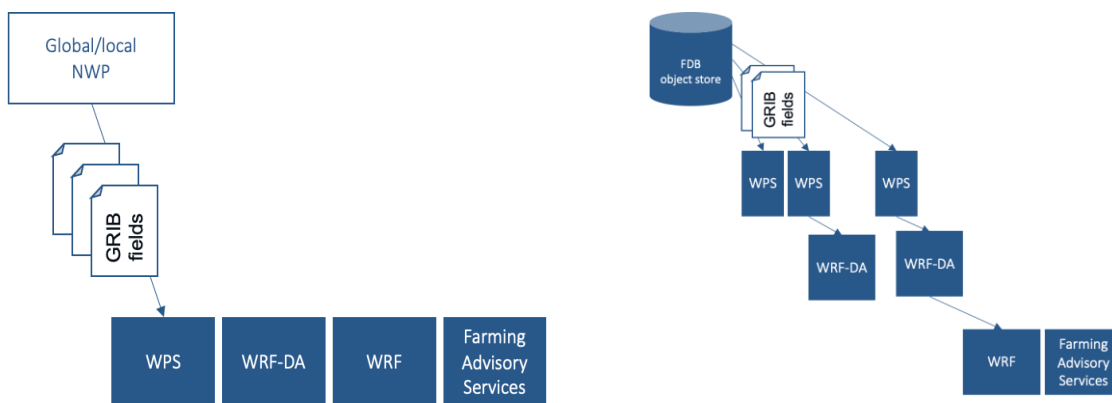 Global/local
NWP
GRIB
fields
WPS
WRF-DA
WRF
Farming
Advisory
Services
FDB
object store
GRIB
fields
WPS
WPS
WPS
WRF-DA
WRF-DA
WRF
Farming
Advisory
Services